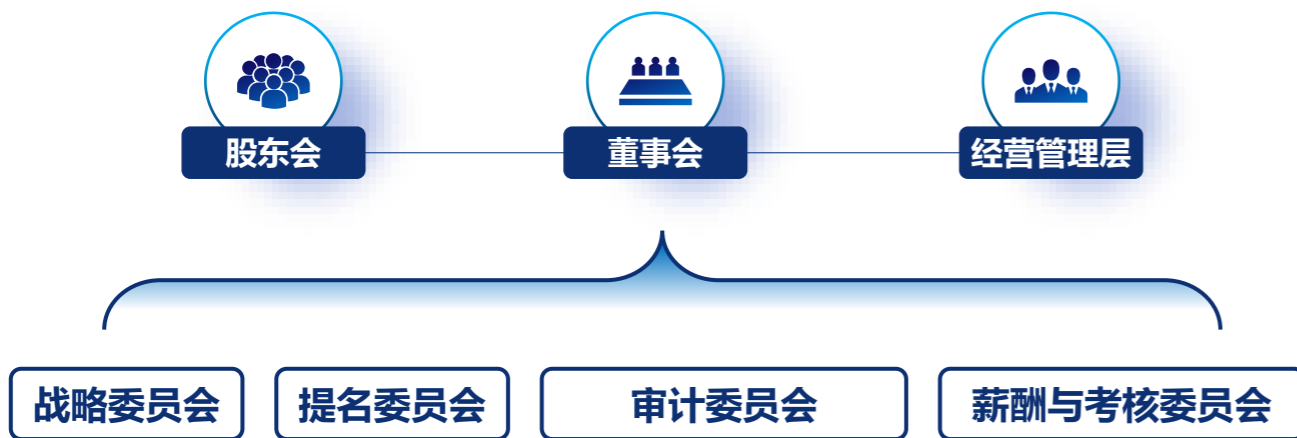 股东会
董事会
经营管理层
战略委员会
提名委员会
审计委员会
薪酬与考核委员会